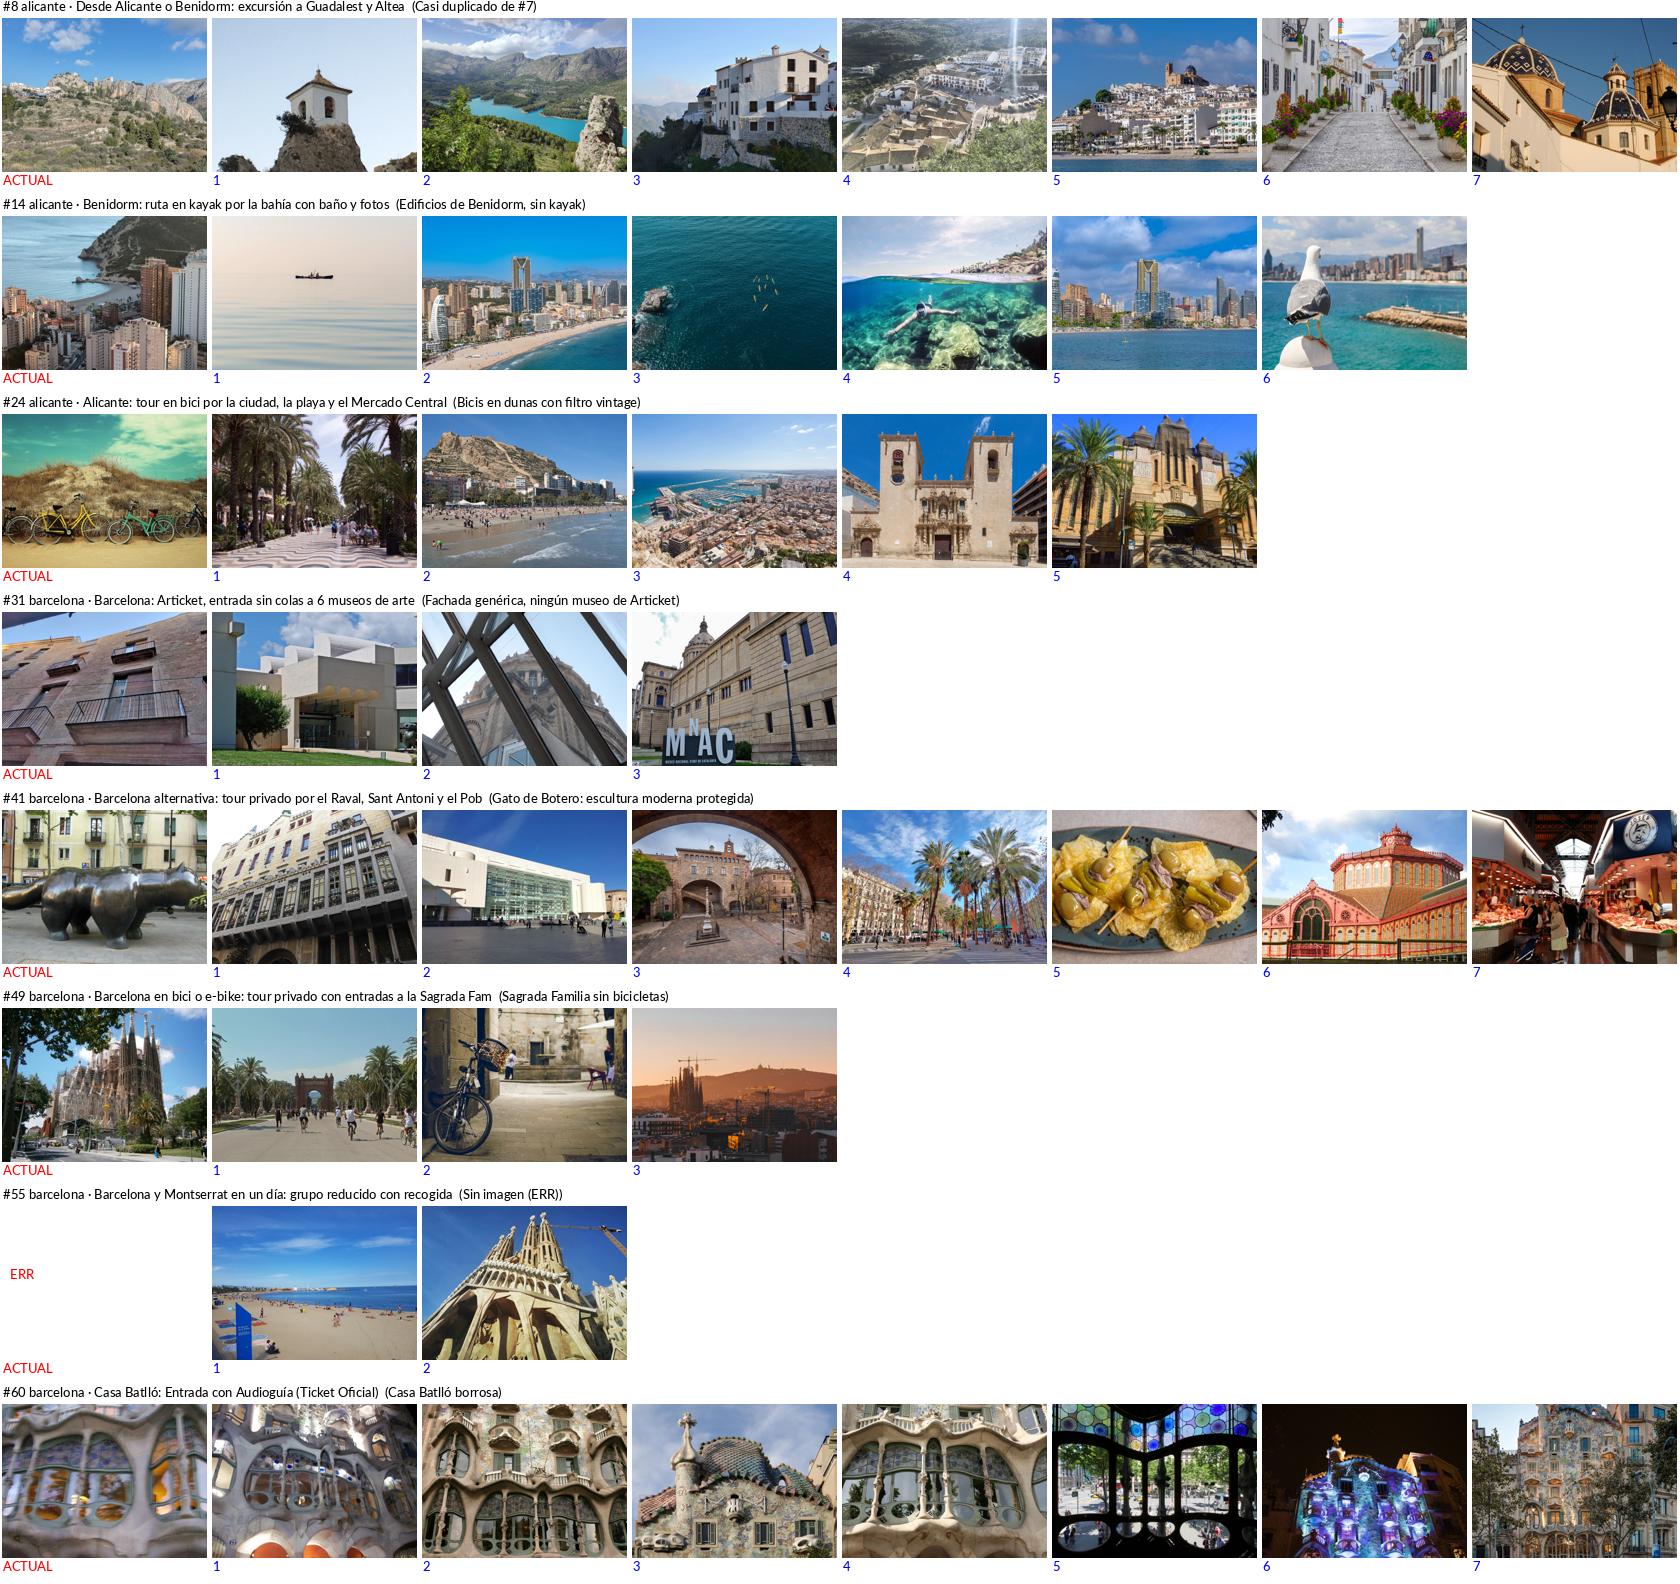 #8 alicante · Desde Alicante o Benidorm: excursión a Guadalest y Altea (Casi duplicado de #7)
ACTUAL 1 2 3 4 5 6 7
#14 alicante · Benidorm: ruta en kayak por la bahía con baño y fotos (Edificios de Benidorm, sin kayak)
ACTUAL 1 2 3 4 5 6
#24 alicante · Alicante: tour en bici por la ciudad, la playa y el Mercado Central (Bicis en dunas con filtro vintage)
ACTUAL 1 2 3 4 5
#31 barcelona · Barcelona: Articket, entrada sin colas a 6 museos de arte (Fachada genérica, ningún museo de Articket)
MNAC
ACTUAL 1 2 3
#41 barcelona · Barcelona alternativa: tour privado por el Raval, Sant Antoni y el Pob (Gato de Botero: escultura moderna protegida)
ACTUAL 1 2 3 4 5 6 7
#49 barcelona · Barcelona en bici o e-bike: tour privado con entradas a la Sagrada Fam (Sagrada Familia sin bicicletas)
ACTUAL 1 2 3
#55 barcelona · Barcelona y Montserrat en un día: grupo reducido con recogida (Sin imagen (ERR))
ERR
ACTUAL 1 2
#60 barcelona · Casa Batlló: Entrada con Audioguía (Ticket Oficial) (Casa Batlló borrosa)
ACTUAL 1 2 3 4 5 6 7